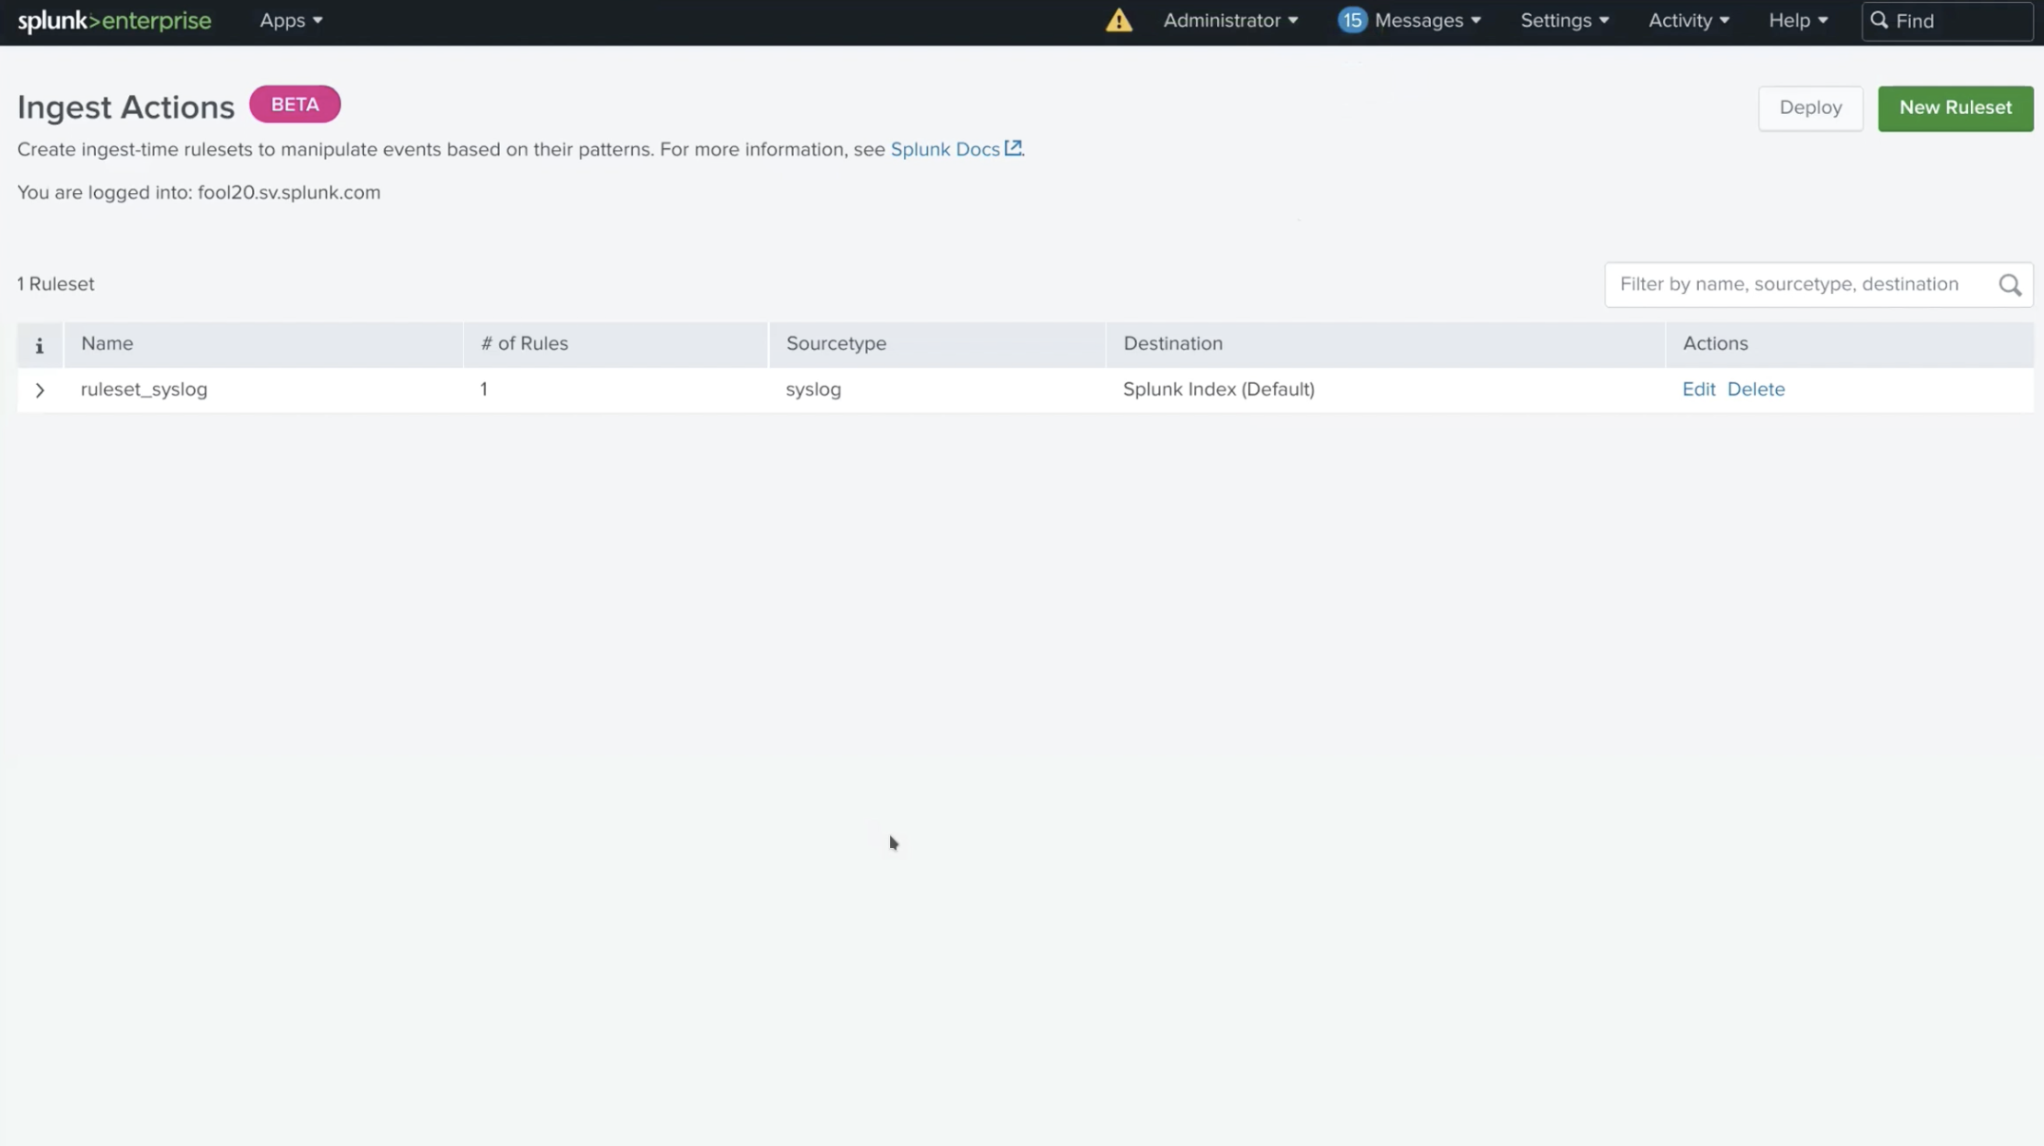 splunk>enterprise Apps Administrator 15 Messages Settings Activity Help Find
Ingest Actions BETA
Deploy New Ruleset
Create ingest-time rulesets to manipulate events based on their patterns. For more information, see Splunk Docs.
You are logged into: fool20.sv.splunk.com
1 Ruleset
Filter by name, sourcetype, destination
i Name # of Rules Sourcetype Destination Actions
ruleset_syslog 1 syslog Splunk Index (Default) Edit Delete